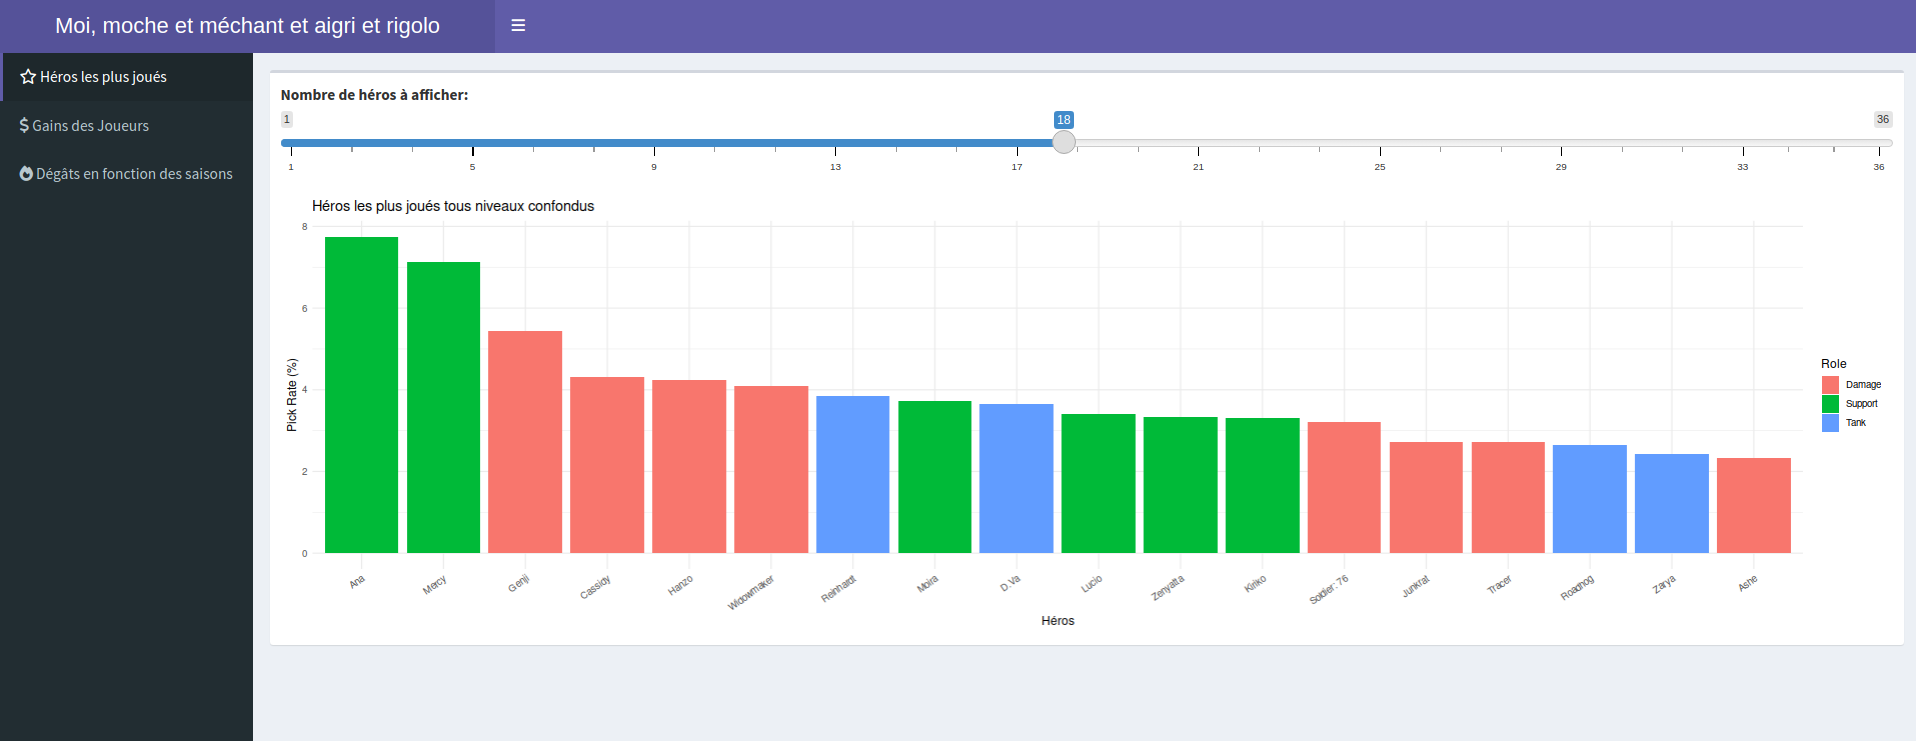 Moi, moche et méchant et aigri et rigolo
Héros les plus joués
Gains des Joueurs
Dégâts en fonction des saisons
Nombre de héros à afficher:
1 18 36
1 5 9 13 17 21 25 29 33 36
Héros les plus joués tous niveaux confondus
8
6
4
2
0
Pick Rate (%)
Ana Mercy Genji Cassidy Hanzo Widowmaker Reinhardt Moira D.Va Lucio Zenyatta Kiriko Soldier: 76 Junkrat Tracer Roadhog Zarya Ashe
Héros
Role
Damage
Support
Tank